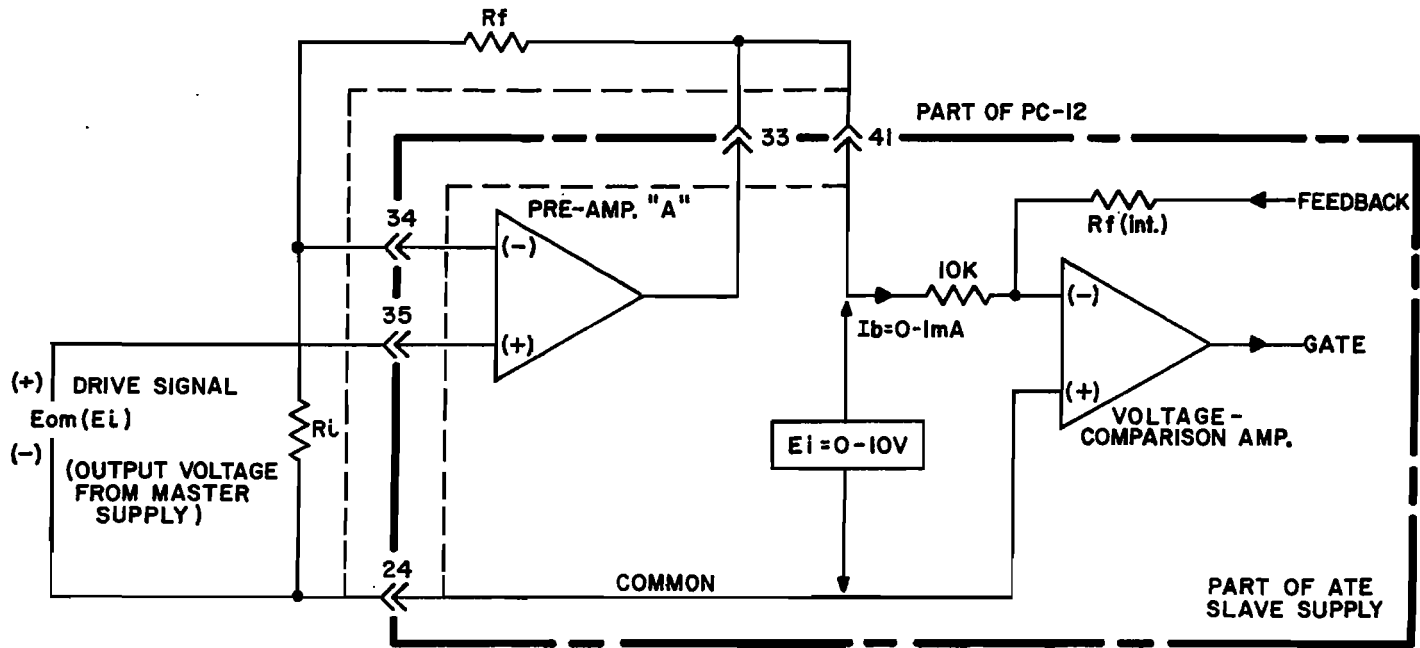 Rf
PART OF PC-12
33
41
PRE-AMP. "A"
34
(-)
Rf (int.)
FEEDBACK
10K
35
(+)
Ib=0-1mA
(-)
GATE
(+)
DRIVE SIGNAL
Eom (Ei)
(-)
Ri
(OUTPUT VOLTAGE
FROM MASTER
SUPPLY)
(+)
VOLTAGE-
COMPARISON AMP.
Ei=0-10V
24
COMMON
PART OF ATE
SLAVE SUPPLY